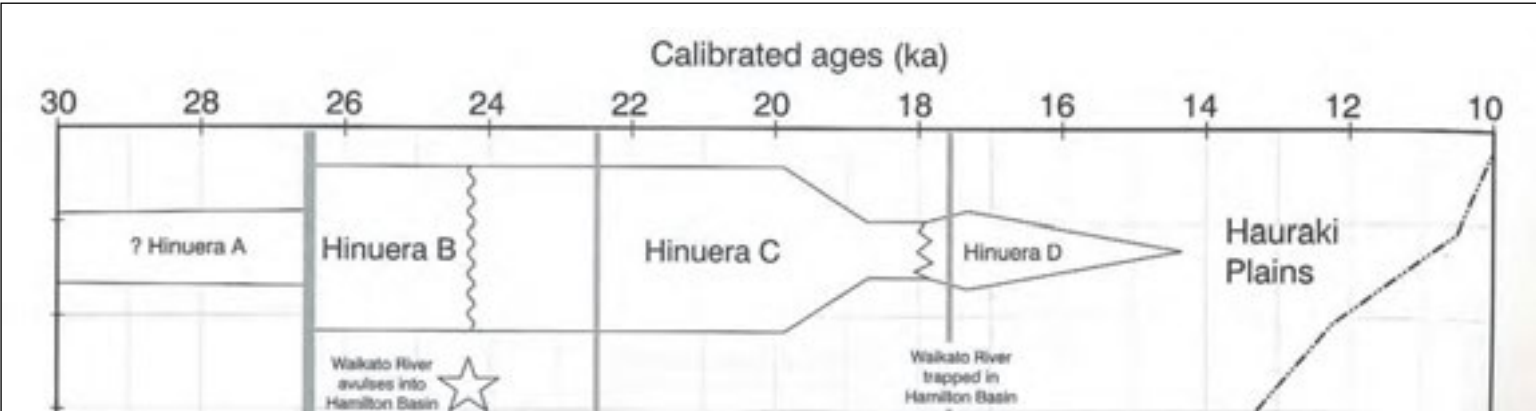 Calibrated ages (ka)
30 28 26 24 22 20 18 16 14 12 10
? Hinuera A
Hinuera B
Hinuera C
Hinuera D
Hauraki
Plains
Waikato River
avulses into
Hamilton Basin
Waikato River
trapped in
Hamilton Basin